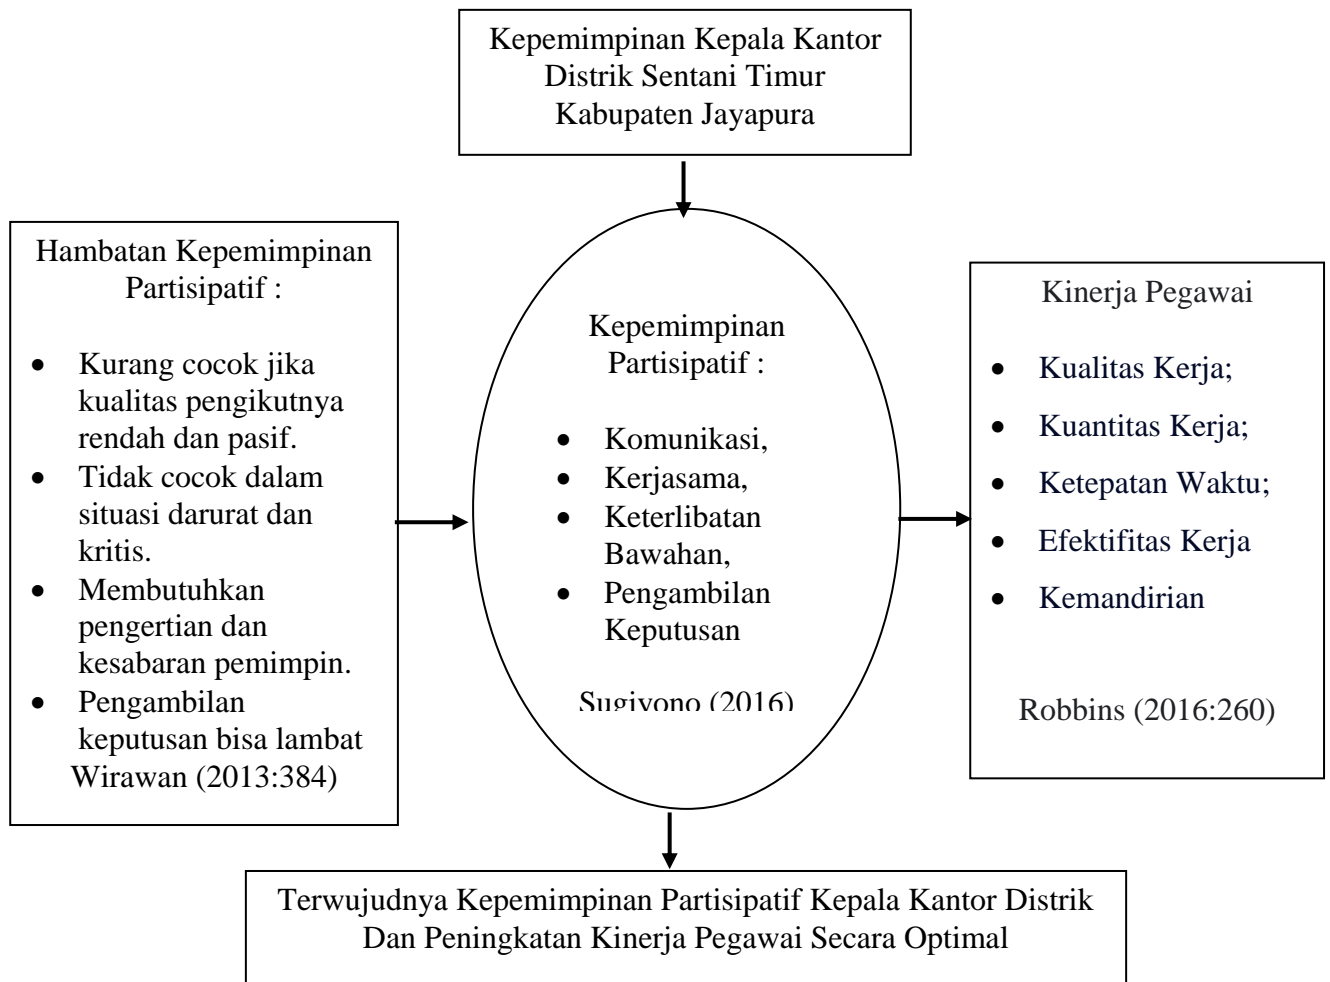 Kepemimpinan Kepala Kantor
Distrik Sentani Timur
Kabupaten Jayapura
Hambatan Kepemimpinan
Partisipatif :
• Kurang cocok jika
kualitas pengikutnya
rendah dan pasif.
• Tidak cocok dalam
situasi darurat dan
kritis.
• Membutuhkan
pengertian dan
kesabaran pemimpin.
• Pengambilan
keputusan bisa lambat
Wirawan (2013:384)
Kepemimpinan
Partisipatif :
• Komunikasi,
• Kerjasama,
• Keterlibatan
Bawahan,
• Pengambilan
Keputusan
Sugiyono (2016)
Kinerja Pegawai
• Kualitas Kerja;
• Kuantitas Kerja;
• Ketepatan Waktu;
• Efektifitas Kerja
• Kemandirian
Robbins (2016:260)
Terwujudnya Kepemimpinan Partisipatif Kepala Kantor Distrik
Dan Peningkatan Kinerja Pegawai Secara Optimal